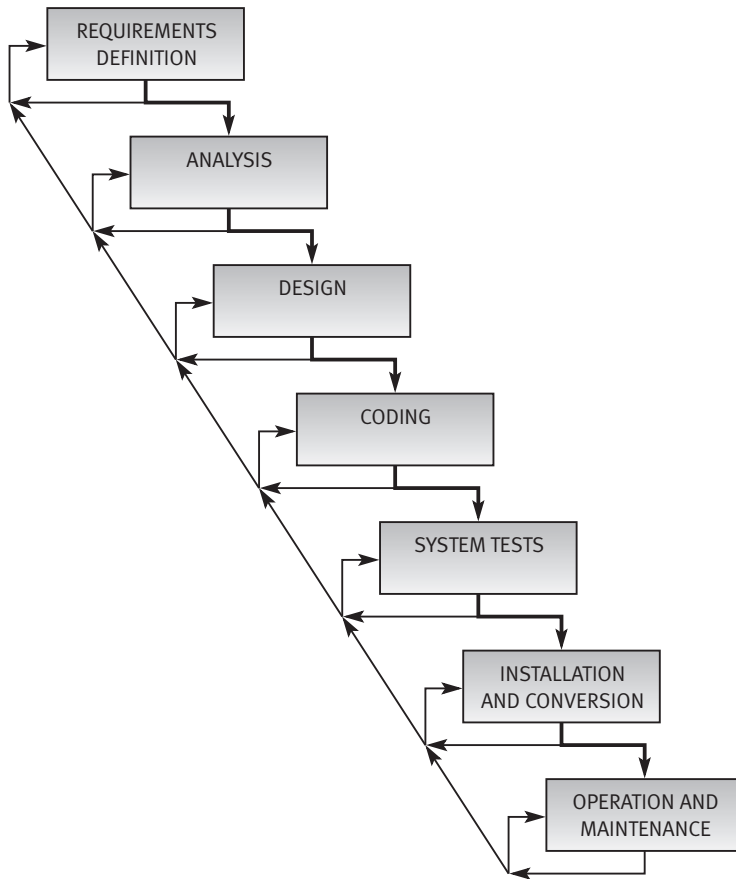 REQUIREMENTS
DEFINITION
ANALYSIS
DESIGN
CODING
SYSTEM TESTS
INSTALLATION
AND CONVERSION
OPERATION AND
MAINTENANCE